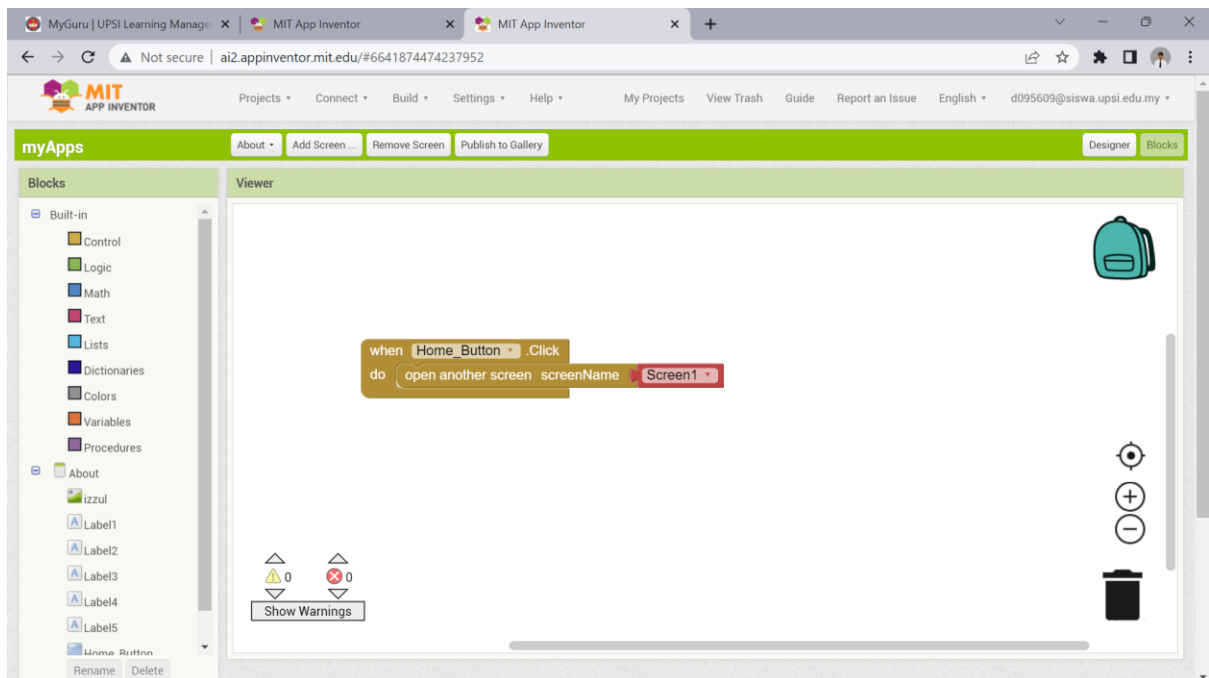 MyGuru | UPSI Learning Manage
MIT App Inventor
MIT App Inventor
Not secure | ai2.appinventor.mit.edu/#6641874474237952
MIT
APP INVENTOR
Projects Connect Build Settings Help My Projects View Trash Guide Report an Issue English d095609@siswa.upsi.edu.my
myApps About Add Screen ... Remove Screen Publish to Gallery Designer Blocks
Blocks Viewer
Built-in
Control
Logic
Math
Text
Lists
Dictionaries
Colors
Variables
Procedures
About
izzul
Label1
Label2
Label3
Label4
Label5
Home_Button
Rename Delete
when Home_Button .Click
do open another screen screenName Screen1
0 0
Show Warnings